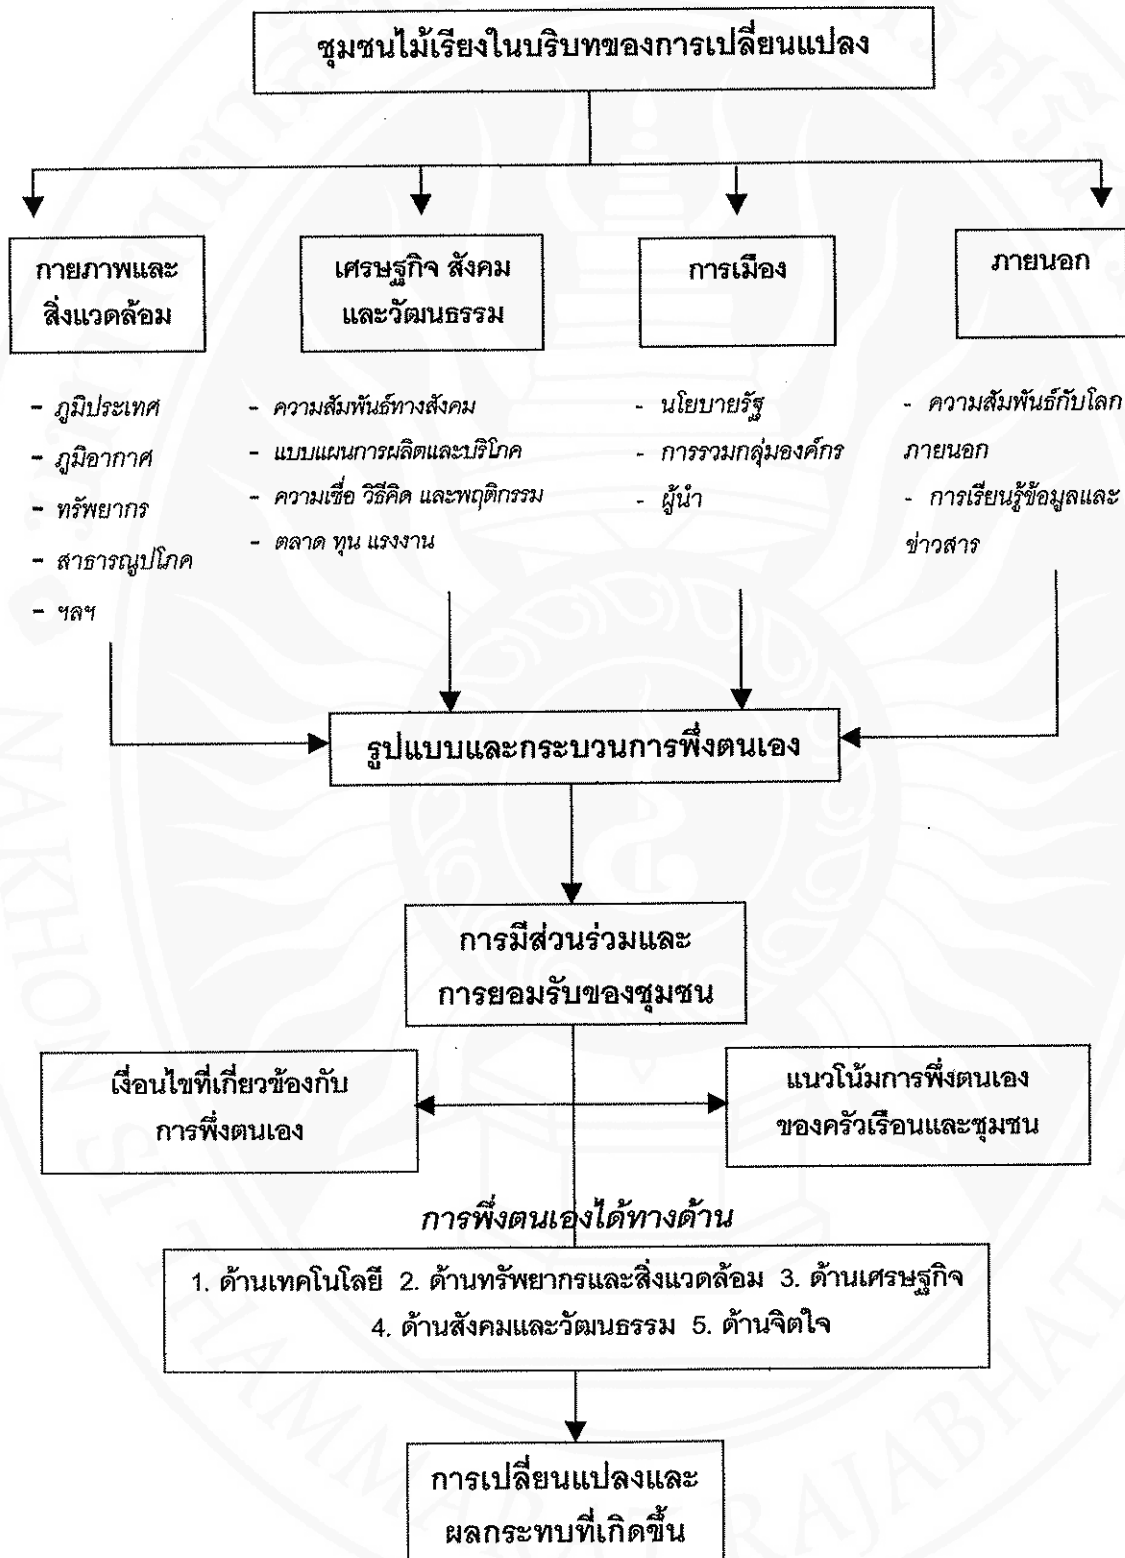 ชุมชนไม้เรียงในบริบทของการเปลี่ยนแปลง
กายภาพและ
สิ่งแวดล้อม
เศรษฐกิจ สังคม
และวัฒนธรรม
การเมือง
ภายนอก
- ภูมิประเทศ
- ภูมิอากาศ
- ทรัพยากร
- สาธารณูปโภค
- ฯลฯ
- ความสัมพันธ์ทางสังคม
- แบบแผนการผลิตและบริโภค
- ความเชื่อ วิธีคิด และพฤติกรรม
- ตลาด ทุน แรงงาน
- นโยบายรัฐ
- การรวมกลุ่มองค์กร
- ผู้นำ
- ความสัมพันธ์กับโลก
ภายนอก
- การเรียนรู้ข้อมูลและ
ข่าวสาร
รูปแบบและกระบวนการพึ่งตนเอง
การมีส่วนร่วมและ
การยอมรับของชุมชน
เงื่อนไขที่เกี่ยวข้องกับ
การพึ่งตนเอง
แนวโน้มการพึ่งตนเอง
ของครัวเรือนและชุมชน
การพึ่งตนเองได้ทางด้าน
1. ด้านเทคโนโลยี 2. ด้านทรัพยากรและสิ่งแวดล้อม 3. ด้านเศรษฐกิจ
4. ด้านสังคมและวัฒนธรรม 5. ด้านจิตใจ
การเปลี่ยนแปลงและ
ผลกระทบที่เกิดขึ้น
NAKHON SI THAMMARAT RAJABHAT